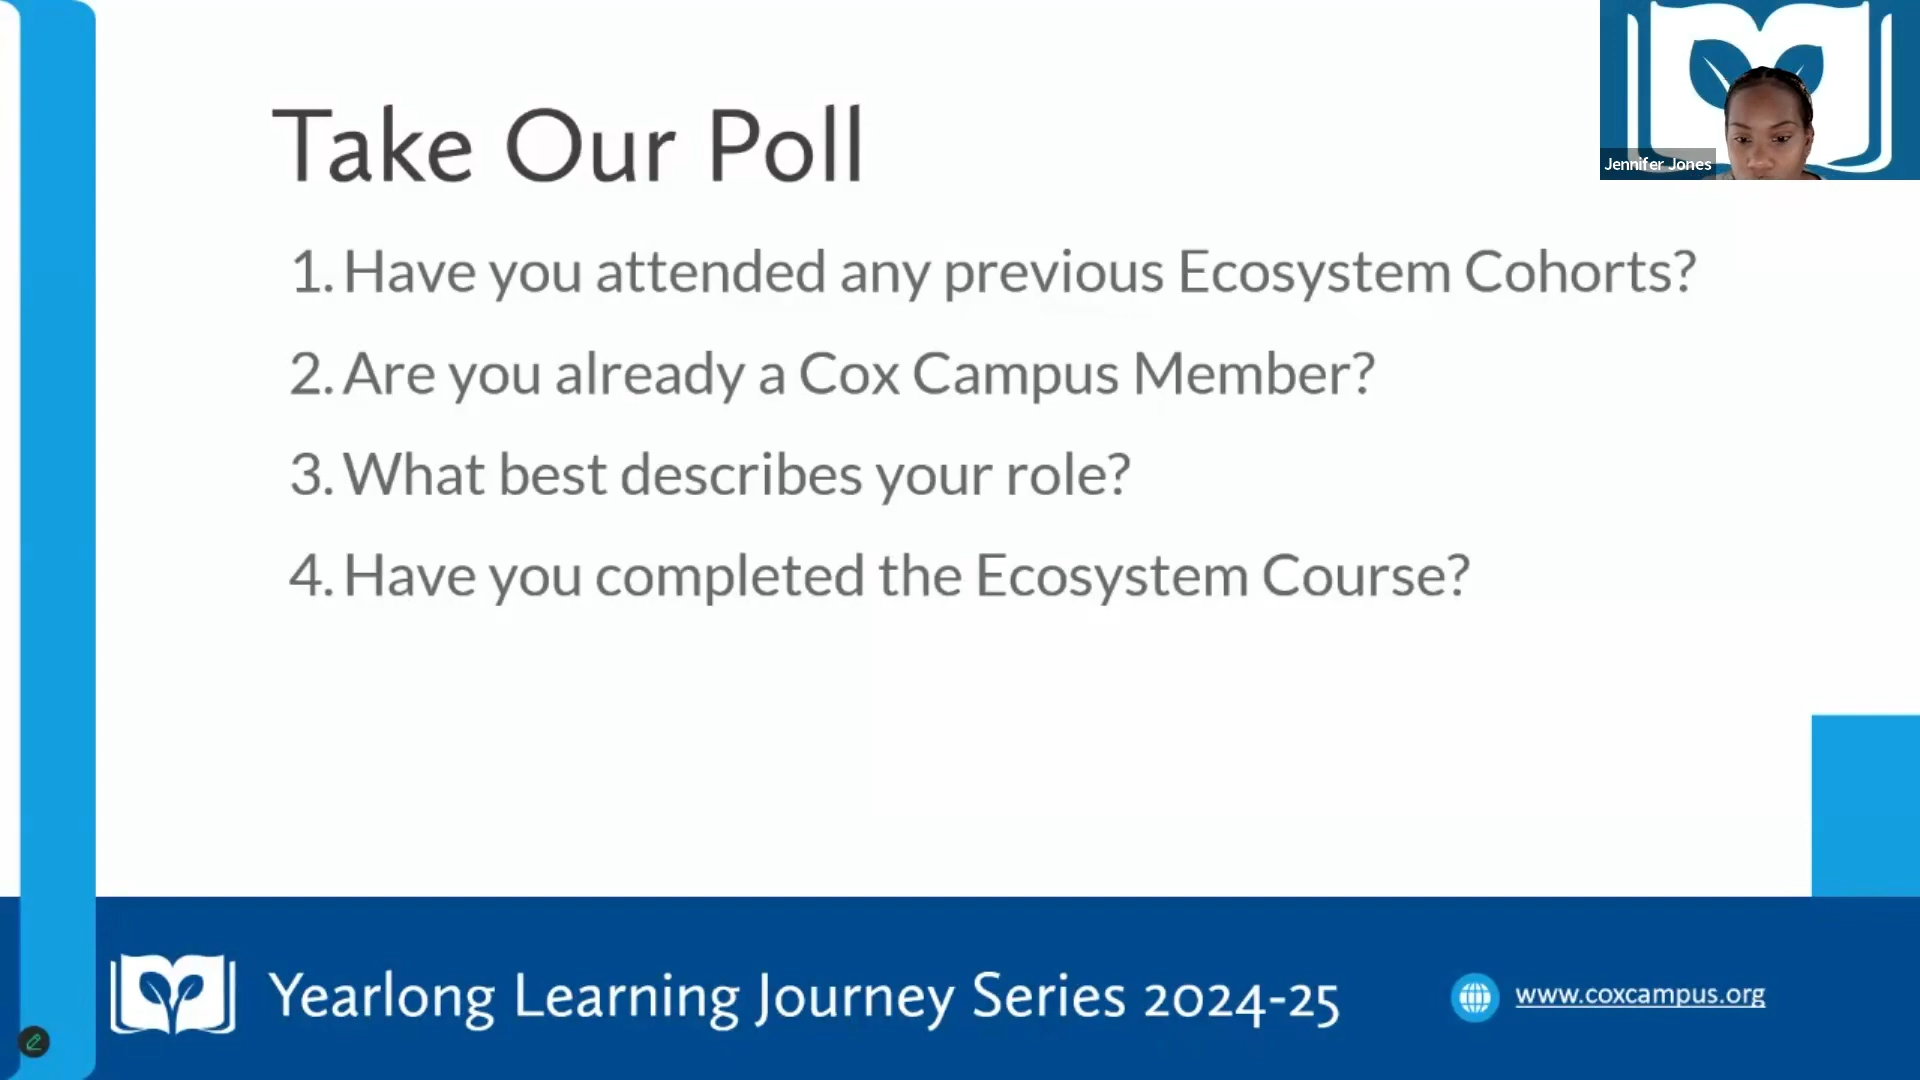 Take Our Poll
Jennifer Jones
1. Have you attended any previous Ecosystem Cohorts?
2. Are you already a Cox Campus Member?
3. What best describes your role?
4. Have you completed the Ecosystem Course?
Yearlong Learning Journey Series 2024-25
www.coxcampus.org